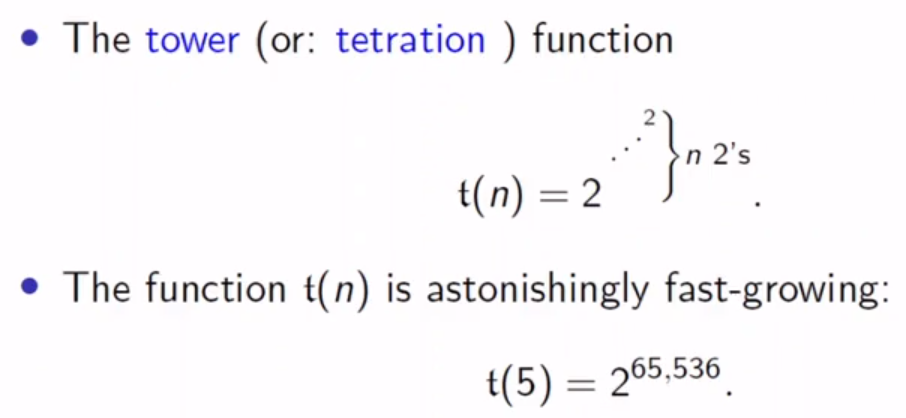 • The tower (or: tetration ) function
t(n) = 2^{⋰^{2}} } n 2's .
• The function t(n) is astonishingly fast-growing:
t(5) = 2^{65,536}.